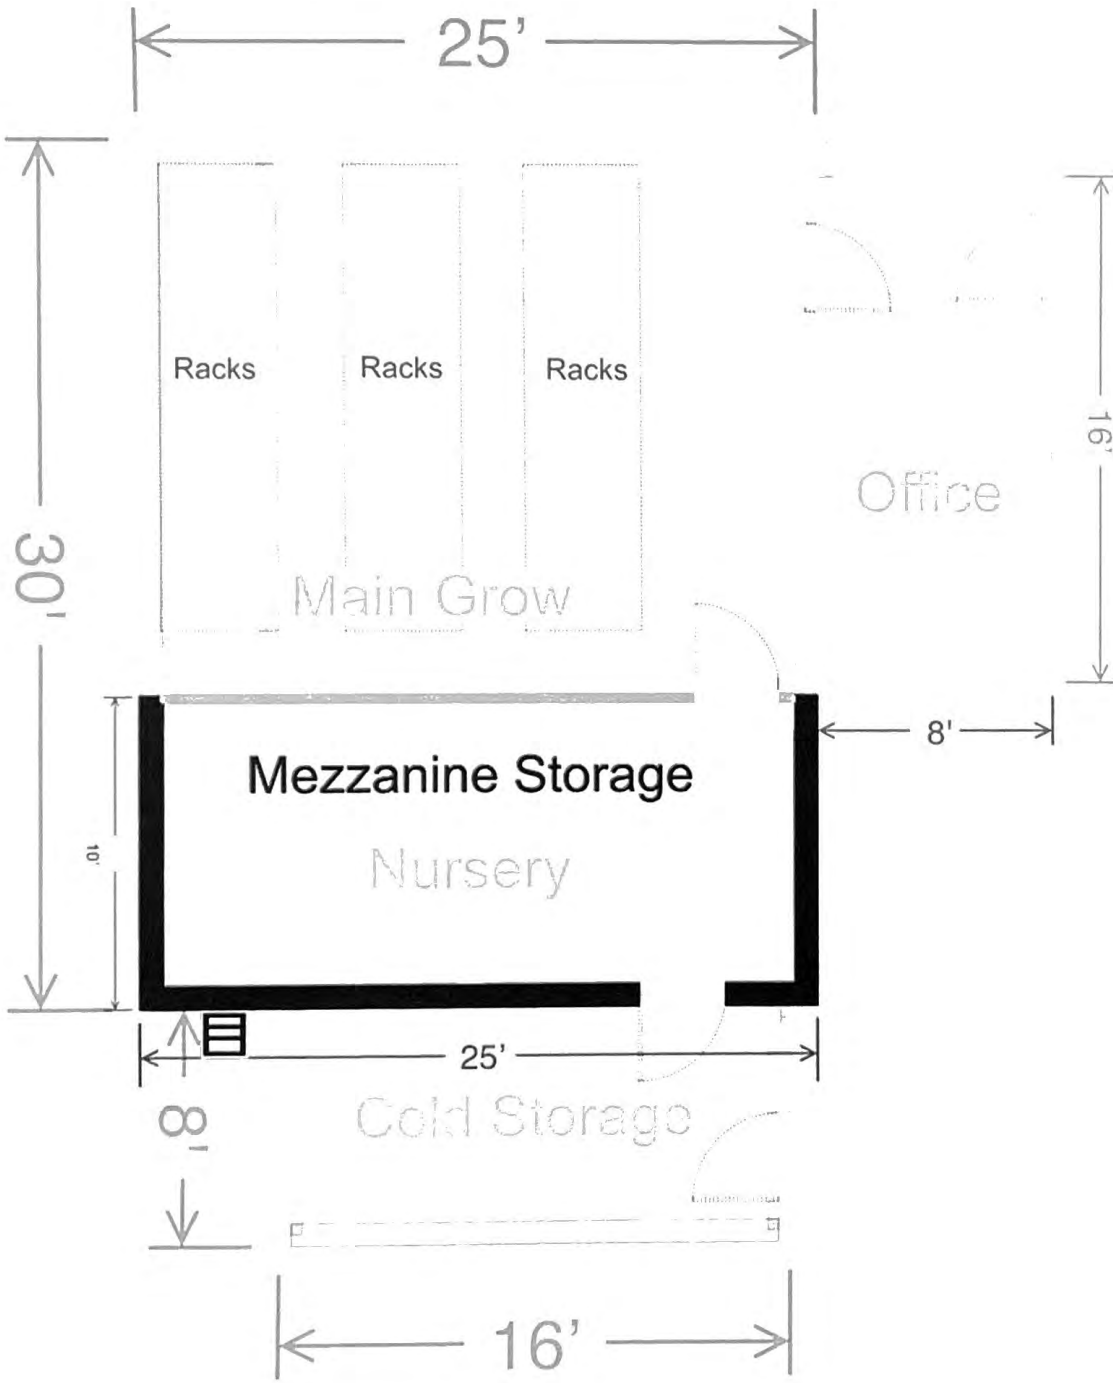 25'
Racks
Racks
Racks
16'
Office
30'
Main Grow
8'
Mezzanine Storage
10'
Nursery
25'
Cold Storage
8'
16'